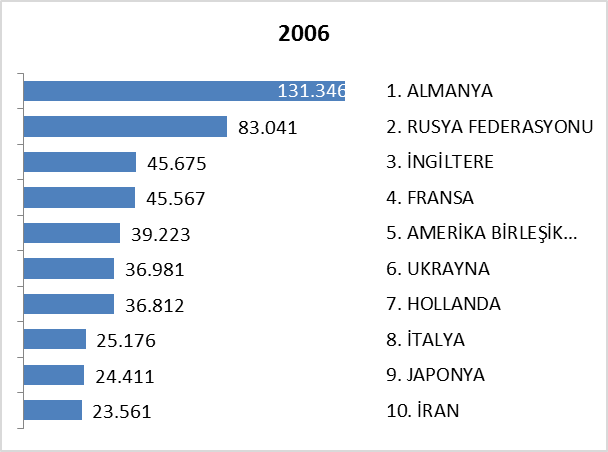 2006
131.346 1. ALMANYA
83.041 2. RUSYA FEDERASYONU
45.675 3. İNGİLTERE
45.567 4. FRANSA
39.223 5. AMERİKA BİRLEŞİK...
36.981 6. UKRAYNA
36.812 7. HOLLANDA
25.176 8. İTALYA
24.411 9. JAPONYA
23.561 10. İRAN